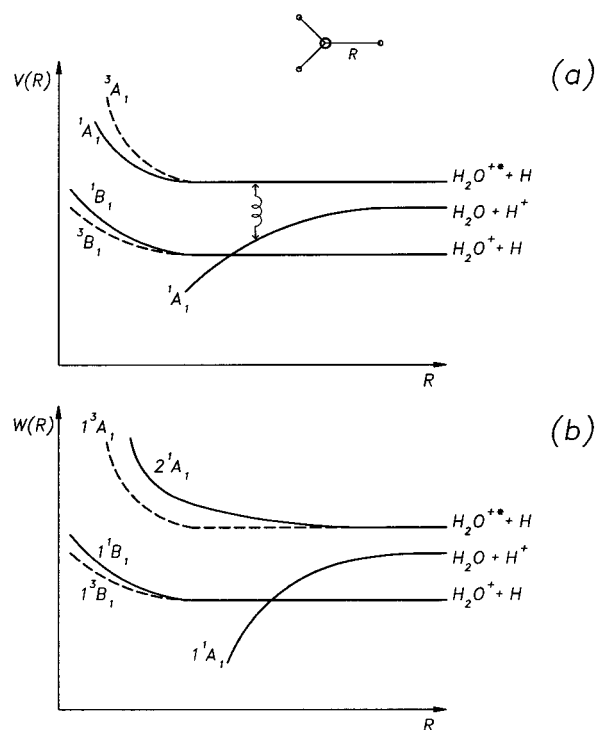 R
(a)
V(R)
³A₁
¹A₁
H₂O⁺* + H
¹B₁
H₂O + H⁺
³B₁
H₂O⁺ + H
¹A₁
R
(b)
W(R)
1³A₁
2¹A₁
H₂O⁺* + H
1¹B₁
H₂O + H⁺
1³B₁
H₂O⁺ + H
1¹A₁
R